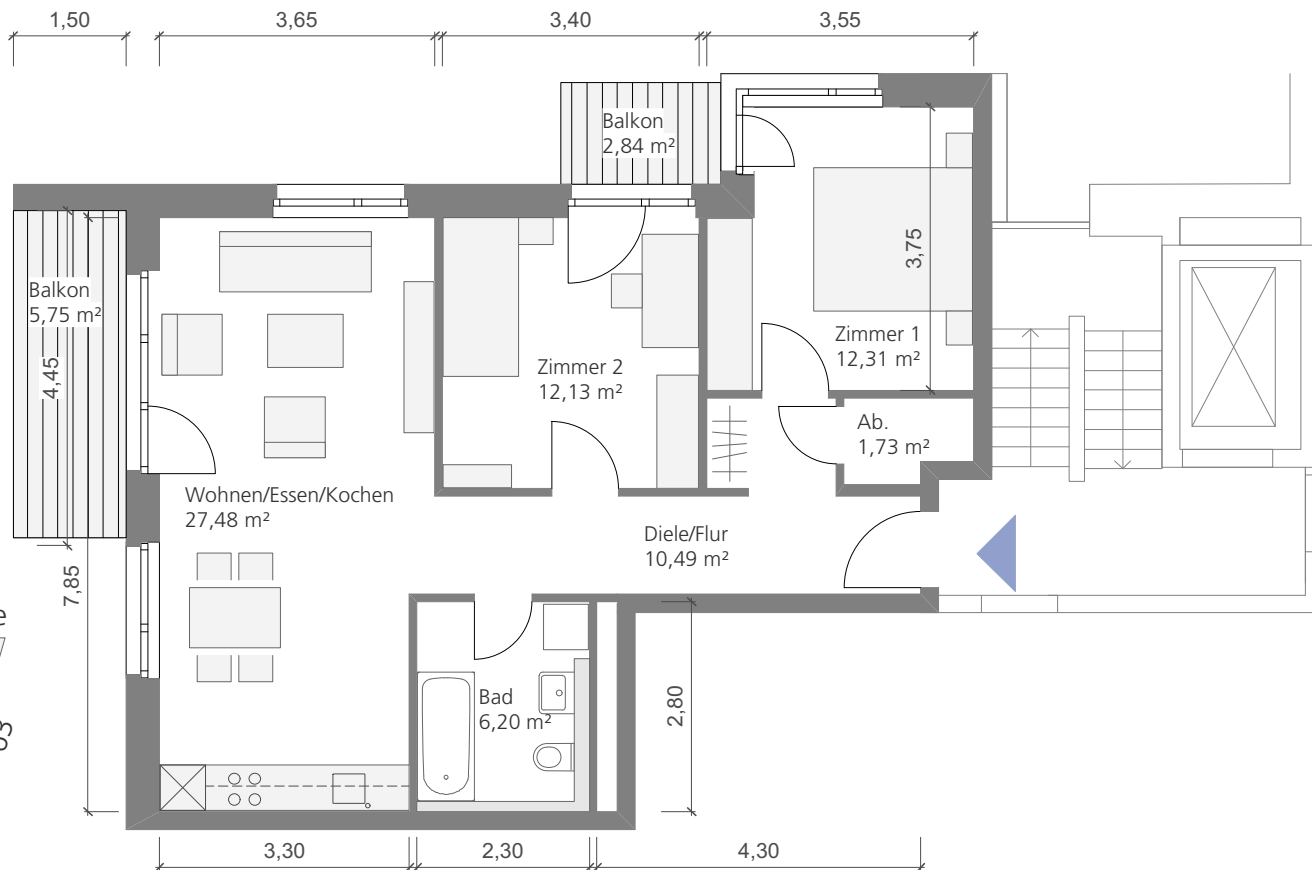 1,50
3,65
3,40
3,55
Balkon
2,84 m²
Balkon
5,75 m²
4,45
3,75
Zimmer 1
12,31 m²
Zimmer 2
12,13 m²
Ab.
1,73 m²
Wohnen/Essen/Kochen
27,48 m²
Diele/Flur
10,49 m²
7,85
Bad
6,20 m²
2,80
3,30
2,30
4,30